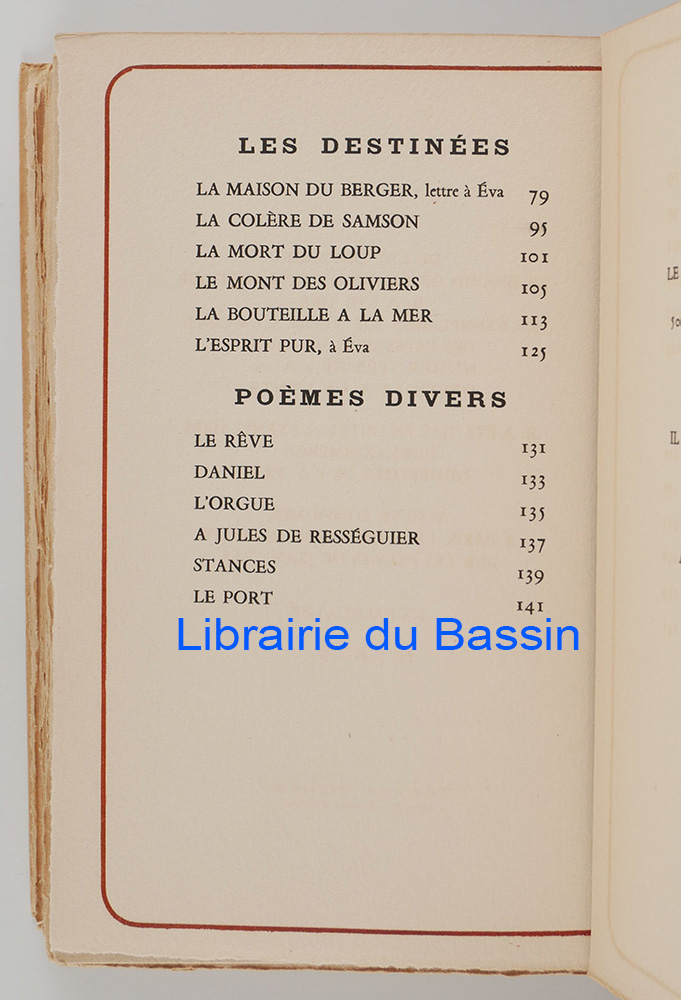 LES DESTINÉES
LA MAISON DU BERGER, lettre à Éva 79
LA COLÈRE DE SAMSON 95
LA MORT DU LOUP 101
LE MONT DES OLIVIERS 105
LA BOUTEILLE A LA MER 113
L'ESPRIT PUR, à Éva 125
POÈMES DIVERS
LE RÊVE 131
DANIEL 133
L'ORGUE 135
A JULES DE RESSÉGUIER 137
STANCES 139
LE PORT 141
Librairie du Bassin
LE
IL